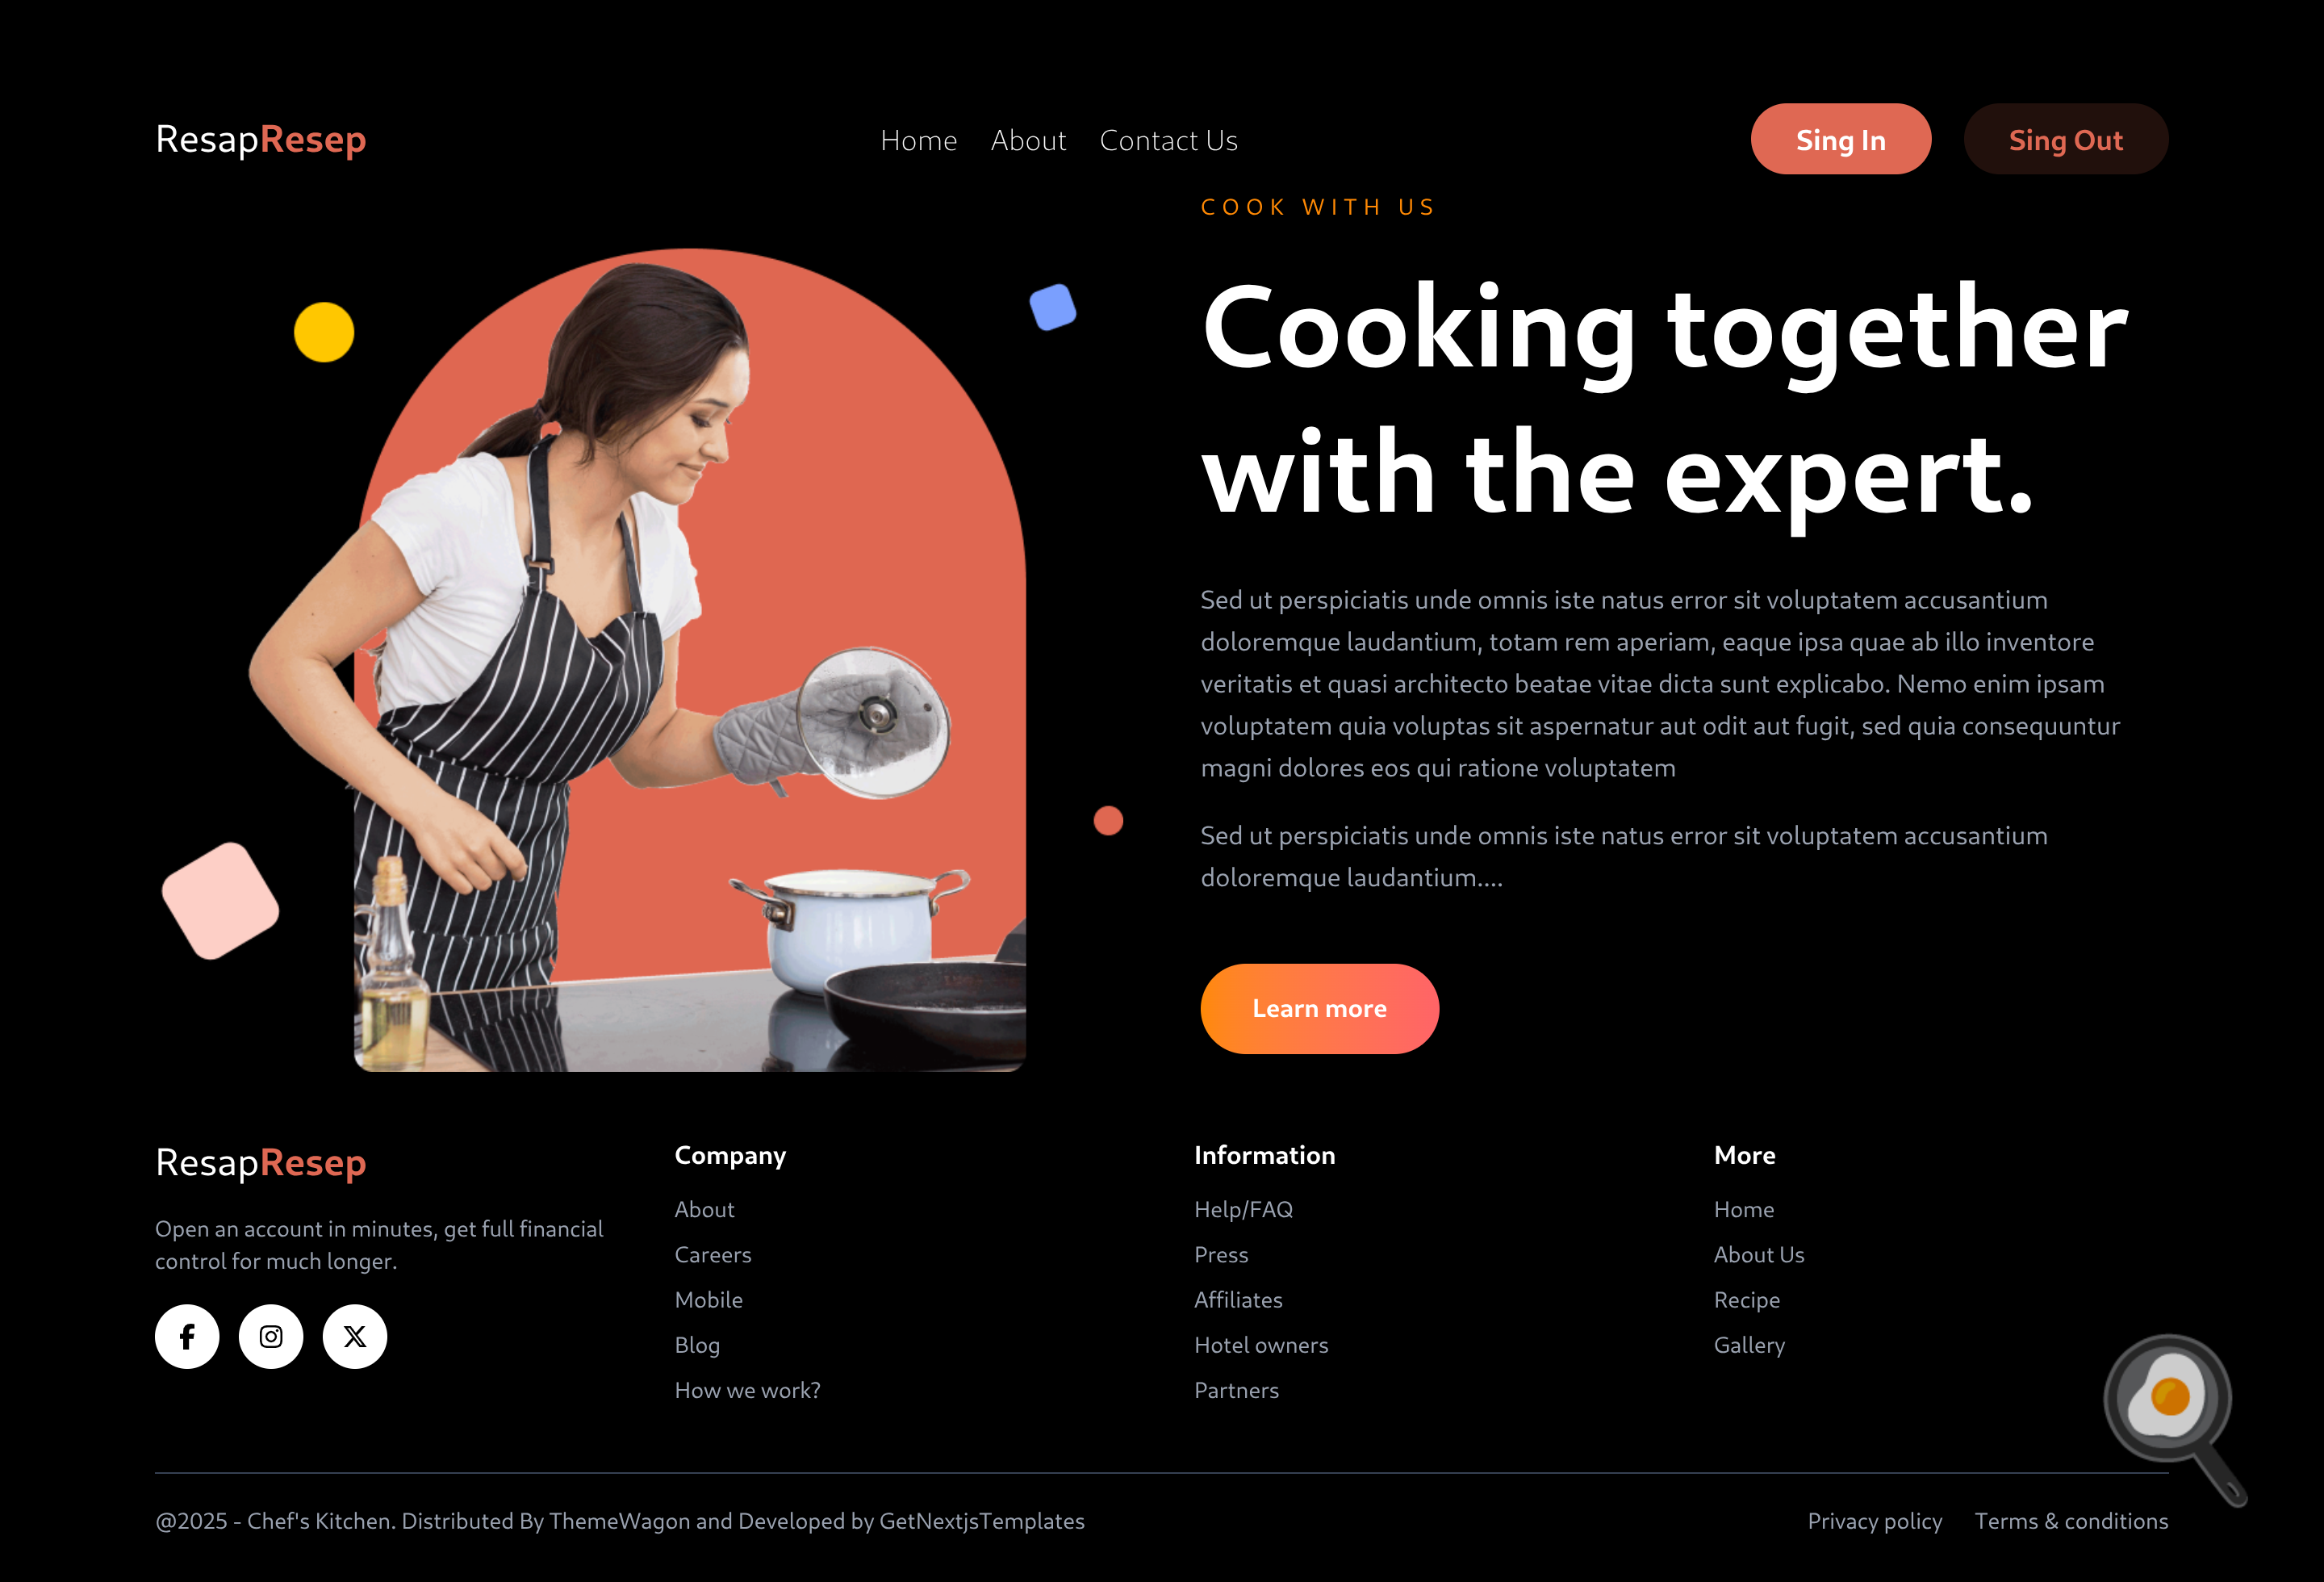 ResapResep
Home About Contact Us
Sing In Sing Out
COOK WITH US
Cooking together
with the expert.
Sed ut perspiciatis unde omnis iste natus error sit voluptatem accusantium
doloremque laudantium, totam rem aperiam, eaque ipsa quae ab illo inventore
veritatis et quasi architecto beatae vitae dicta sunt explicabo. Nemo enim ipsam
voluptatem quia voluptas sit aspernatur aut odit aut fugit, sed quia consequuntur
magni dolores eos qui ratione voluptatem
Sed ut perspiciatis unde omnis iste natus error sit voluptatem accusantium
doloremque laudantium....
Learn more
ResapResep
Open an account in minutes, get full financial
control for much longer.
Company
About
Careers
Mobile
Blog
How we work?
Information
Help/FAQ
Press
Affiliates
Hotel owners
Partners
More
Home
About Us
Recipe
Gallery
@2025 - Chef's Kitchen. Distributed By ThemeWagon and Developed by GetNextjsTemplates
Privacy policy Terms & conditions